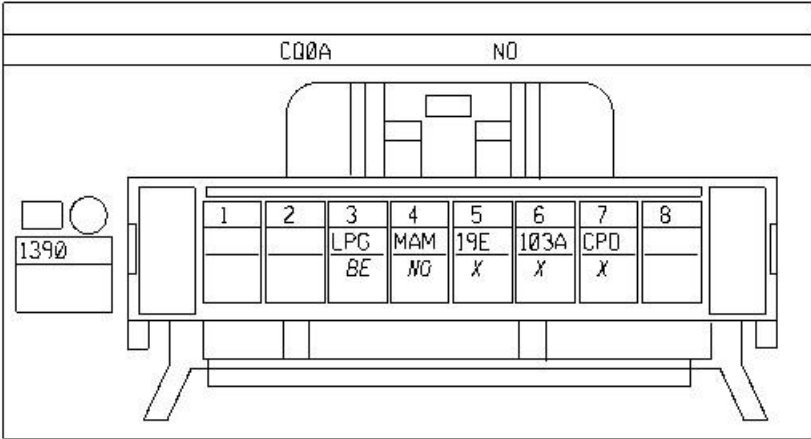 CQ0A NO
1390
1 2 3 4 5 6 7 8
LPG MAM 19E 103A CPD
BE NO X X X